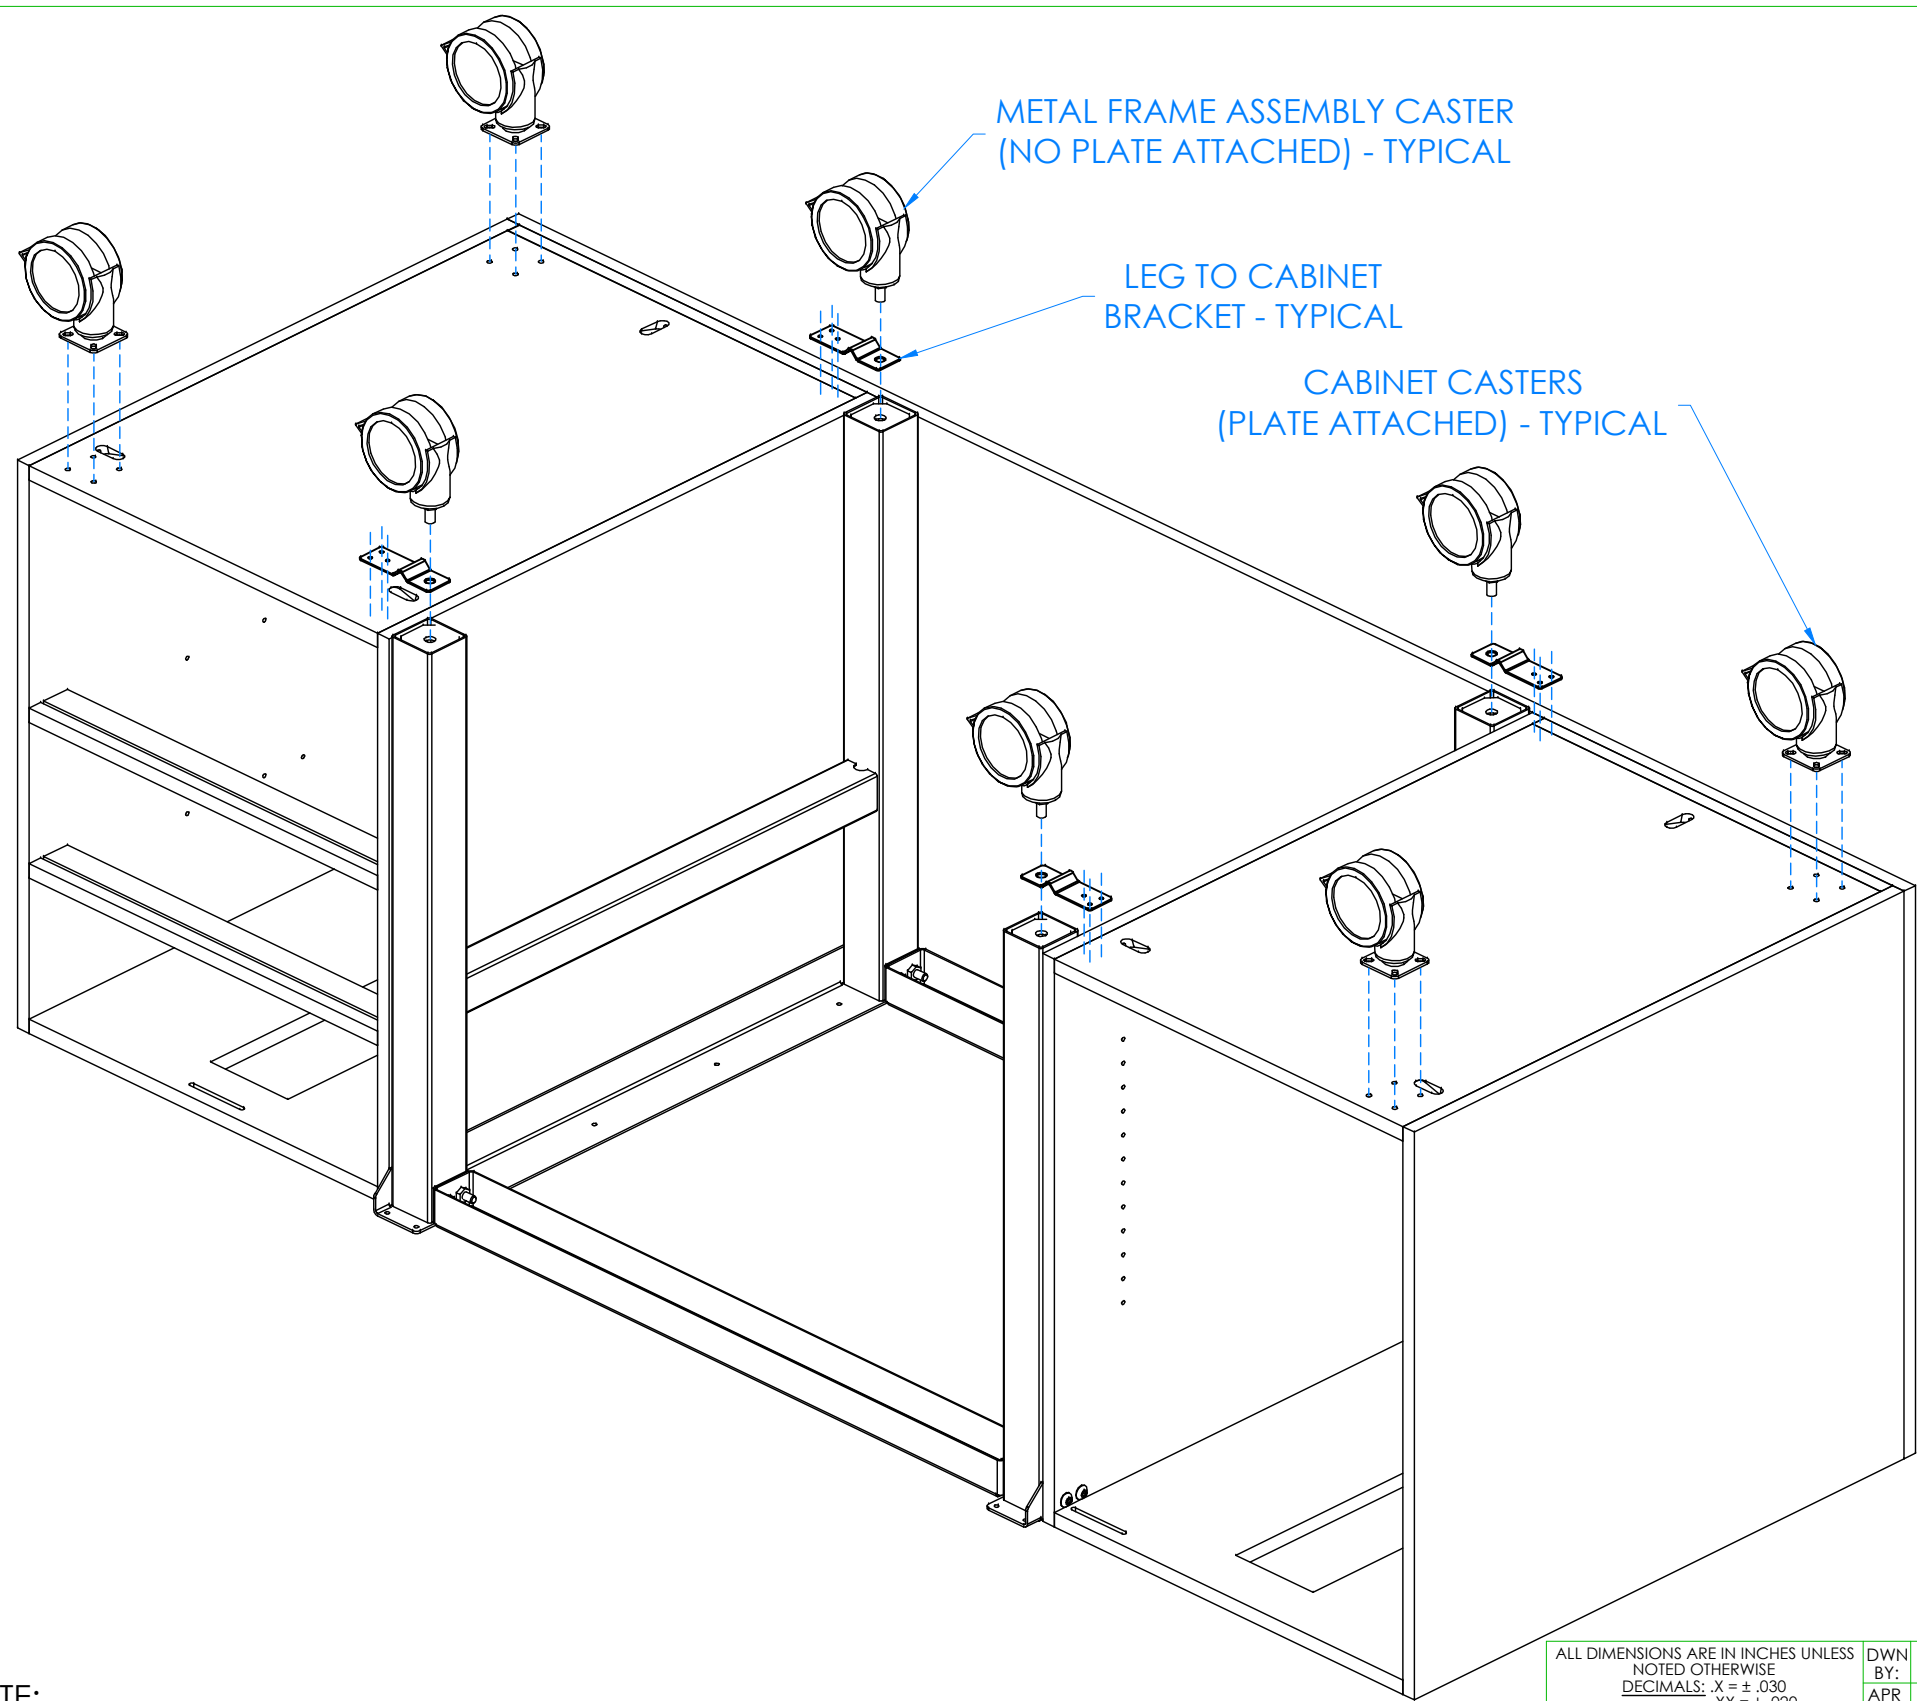 METAL FRAME ASSEMBLY CASTER
(NO PLATE ATTACHED) - TYPICAL
LEG TO CABINET
BRACKET - TYPICAL
CABINET CASTERS
(PLATE ATTACHED) - TYPICAL
ALL DIMENSIONS ARE IN INCHES UNLESS
NOTED OTHERWISE
DECIMALS: .X = ± .030
DWN
BY:
APR